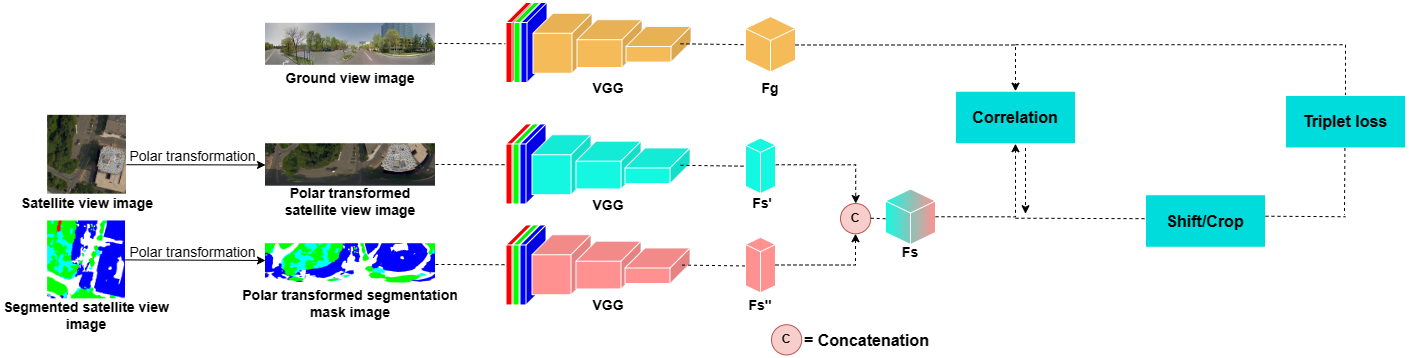 Ground view image
VGG
Fg
Correlation
Triplet loss
Polar transformation
Satellite view image
Polar transformed
satellite view image
VGG
Fs'
C
Fs
Shift/Crop
Polar transformation
Segmented satellite view
image
Polar transformed segmentation
mask image
VGG
Fs''
C = Concatenation